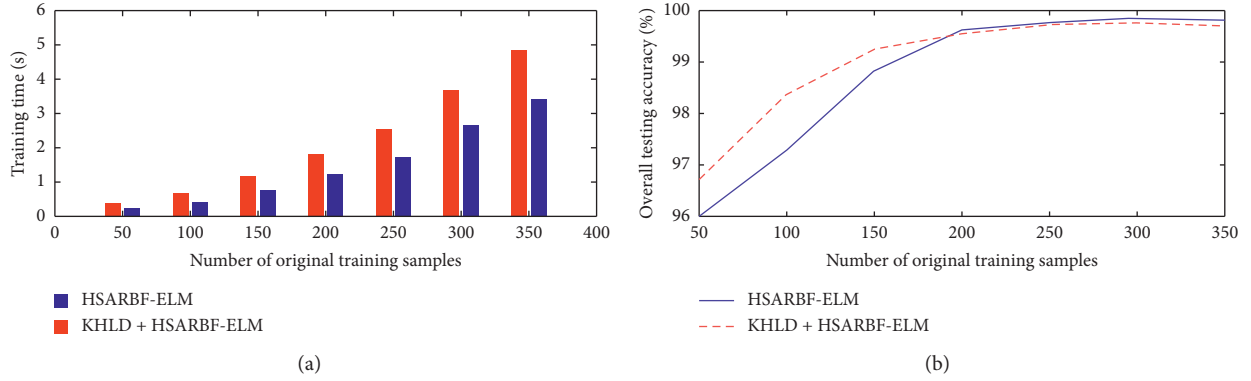 6
5
4
3
2
1
0
Training time (s)
0 50 100 150 200 250 300 350 400
Number of original training samples
HSARBF-ELM
KHLD + HSARBF-ELM
(a)
100
99
98
97
96
Overall testing accuracy (%)
50 100 150 200 250 300 350
Number of original training samples
HSARBF-ELM
KHLD + HSARBF-ELM
(b)